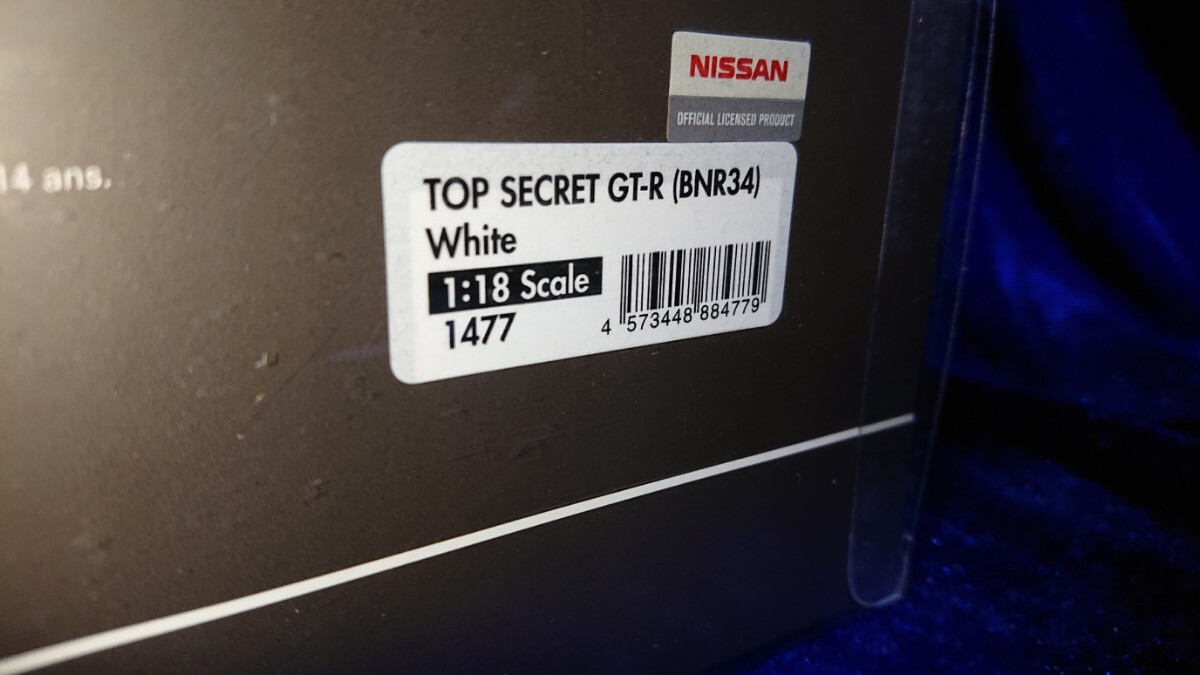 NISSAN
OFFICIAL LICENSED PRODUCT
14 ans.
TOP SECRET GT-R (BNR34)
White
1:18 Scale
1477
4 573448 884779